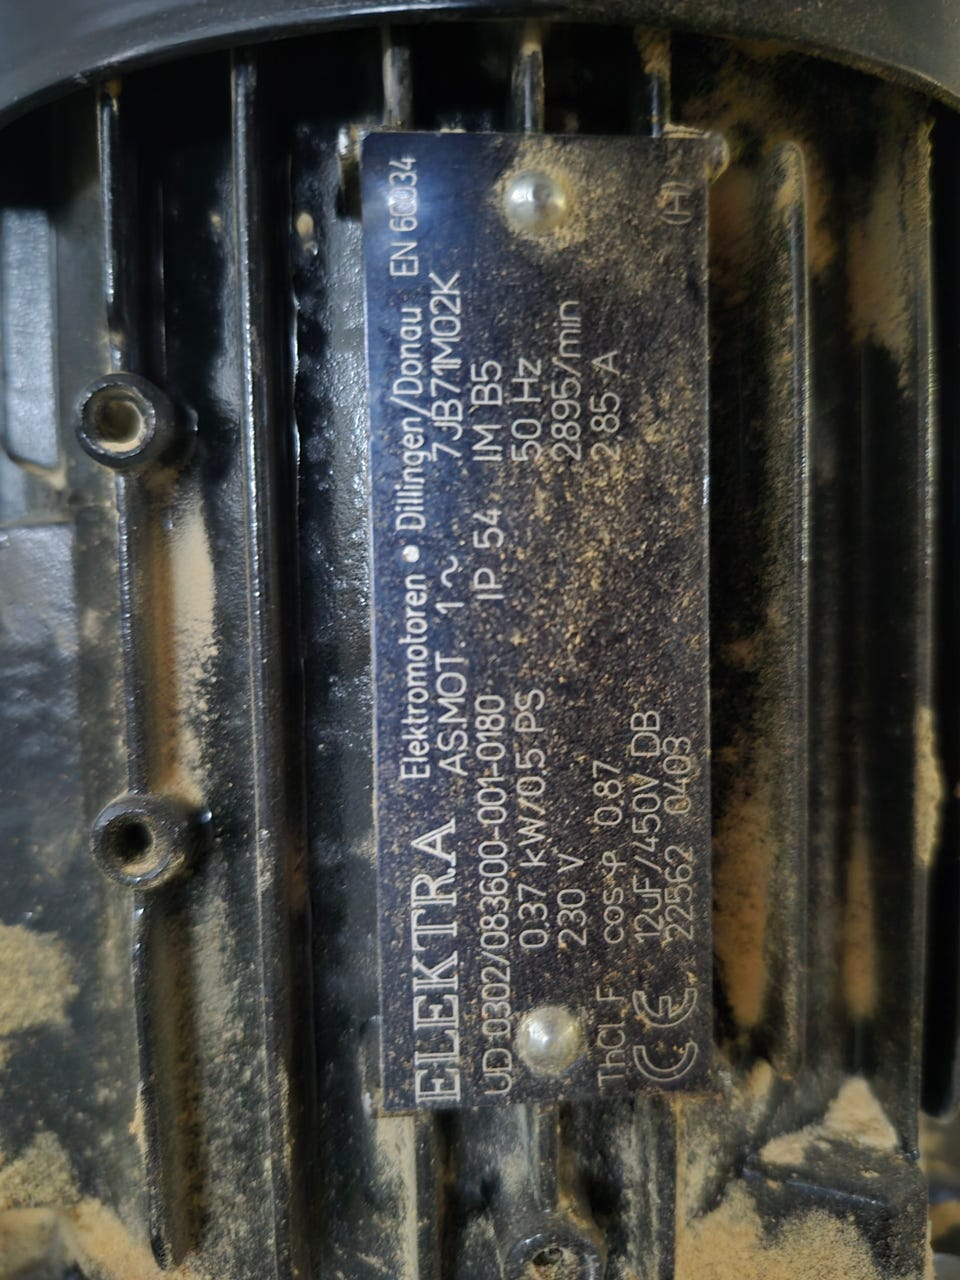 ELEKTRA Elektromotoren • Dillingen/Donau EN 60034
ASMOT. 1~ 7JB71M02K
UD 0302/083600-001-0180 IP 54 IM B5
0.37 kW/0.5 PS 50 Hz
230 V 2895/min
ThCl.F cos φ 0.87 2.85 A
CE 12uF/450V DB
22562 0403 (H)